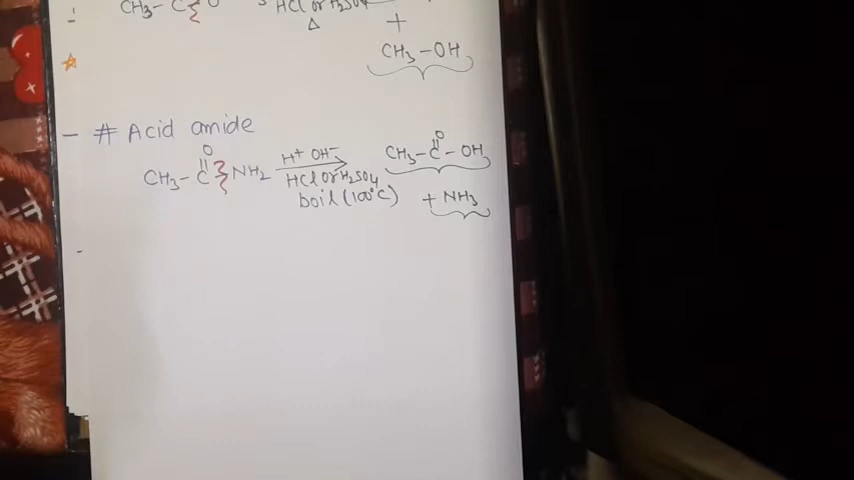 CH3-C O
HCl or H2SO4
Δ
+
CH3-OH
# Acid amide
O
CH3-C NH2 H+ OH- CH3-C-OH
O
HCl or H2SO4
boil (100°C) + NH3